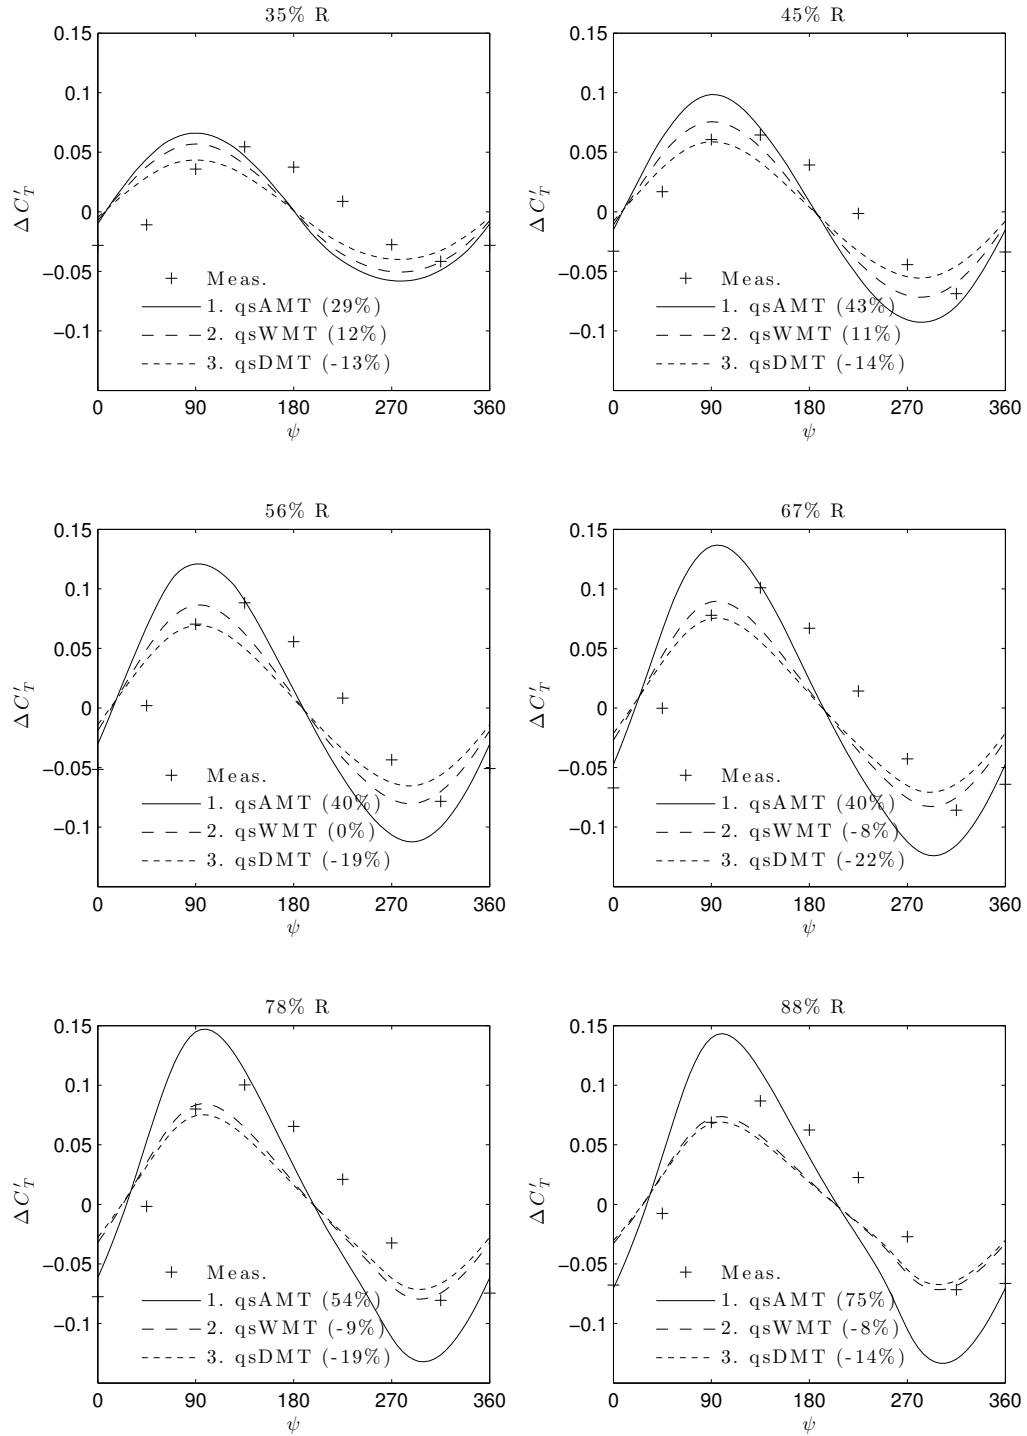 35% R
0.15
0.1
0.05
0
−0.05
−0.1
ΔC′T
+ Meas.
1. qsAMT (29%)
2. qsWMT (12%)
3. qsDMT (-13%)
0 90 180 270 360
ψ
45% R
0.15
0.1
0.05
0
−0.05
−0.1
ΔC′T
+ Meas.
1. qsAMT (43%)
2. qsWMT (11%)
3. qsDMT (-14%)
0 90 180 270 360
ψ
56% R
0.15
0.1
0.05
0
−0.05
−0.1
ΔC′T
+ Meas.
1. qsAMT (40%)
2. qsWMT (0%)
3. qsDMT (-19%)
0 90 180 270 360
ψ
67% R
0.15
0.1
0.05
0
−0.05
−0.1
ΔC′T
+ Meas.
1. qsAMT (40%)
2. qsWMT (-8%)
3. qsDMT (-22%)
0 90 180 270 360
ψ
78% R
0.15
0.1
0.05
0
−0.05
−0.1
ΔC′T
+ Meas.
1. qsAMT (54%)
2. qsWMT (-9%)
3. qsDMT (-19%)
0 90 180 270 360
ψ
88% R
0.15
0.1
0.05
0
−0.05
−0.1
ΔC′T
+ Meas.
1. qsAMT (75%)
2. qsWMT (-8%)
3. qsDMT (-14%)
0 90 180 270 360
ψ